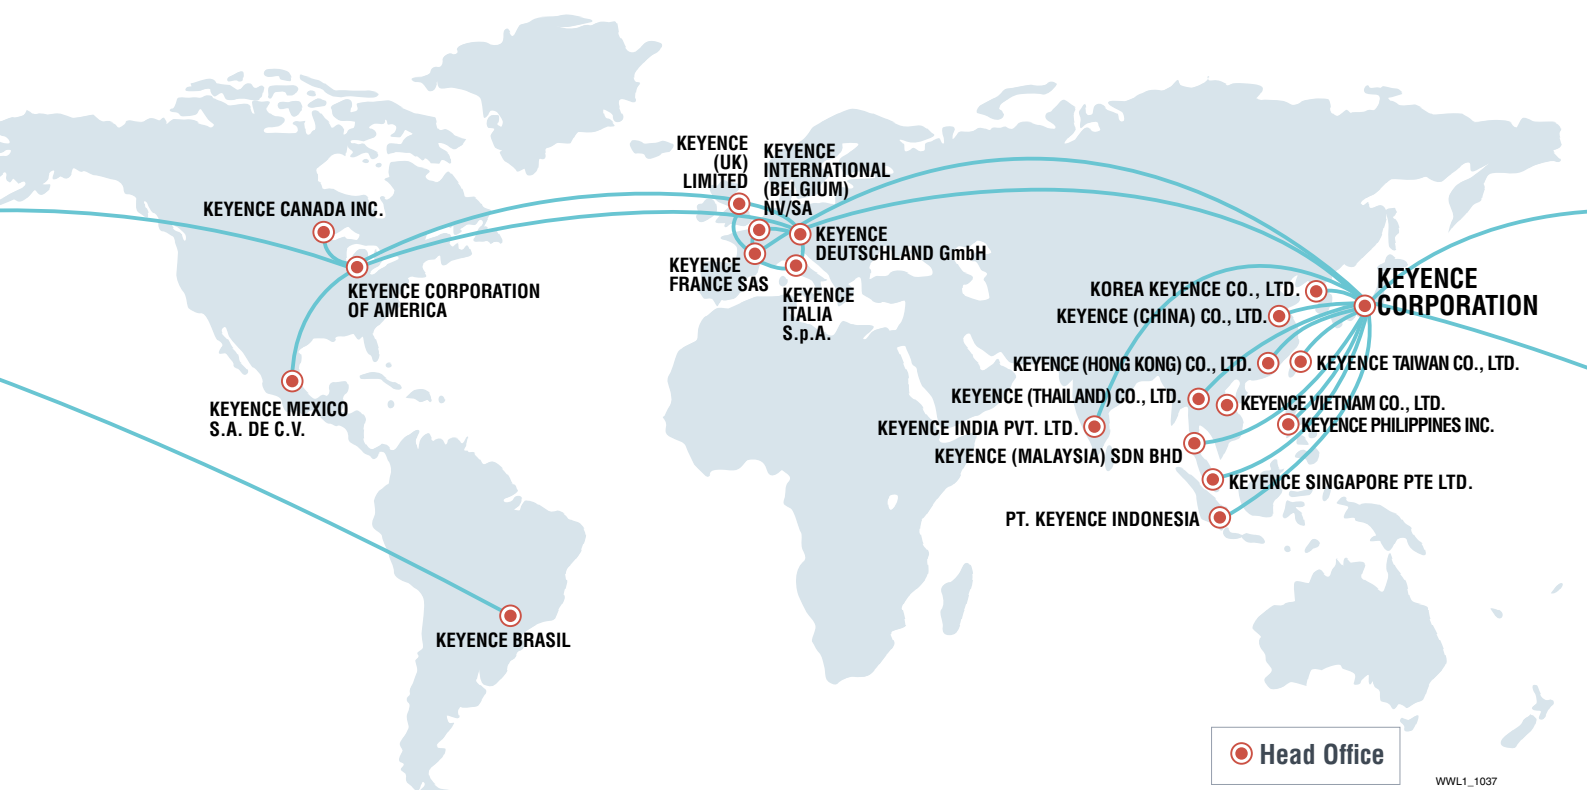 KEYENCE
(UK)
LIMITED
KEYENCE
INTERNATIONAL
(BELGIUM)
NV/SA
KEYENCE CANADA INC.
KEYENCE
DEUTSCHLAND GmbH
KEYENCE
FRANCE SAS
KEYENCE CORPORATION
OF AMERICA
KEYENCE
ITALIA
S.p.A.
KEYENCE
CORPORATION
KOREA KEYENCE CO., LTD.
KEYENCE (CHINA) CO., LTD.
KEYENCE (HONG KONG) CO., LTD.
KEYENCE TAIWAN CO., LTD.
KEYENCE (THAILAND) CO., LTD.
KEYENCE VIETNAM CO., LTD.
KEYENCE MEXICO
S.A. DE C.V.
KEYENCE INDIA PVT. LTD.
KEYENCE PHILIPPINES INC.
KEYENCE (MALAYSIA) SDN BHD
KEYENCE SINGAPORE PTE LTD.
PT. KEYENCE INDONESIA
KEYENCE BRASIL
Head Office
WWL1_1037